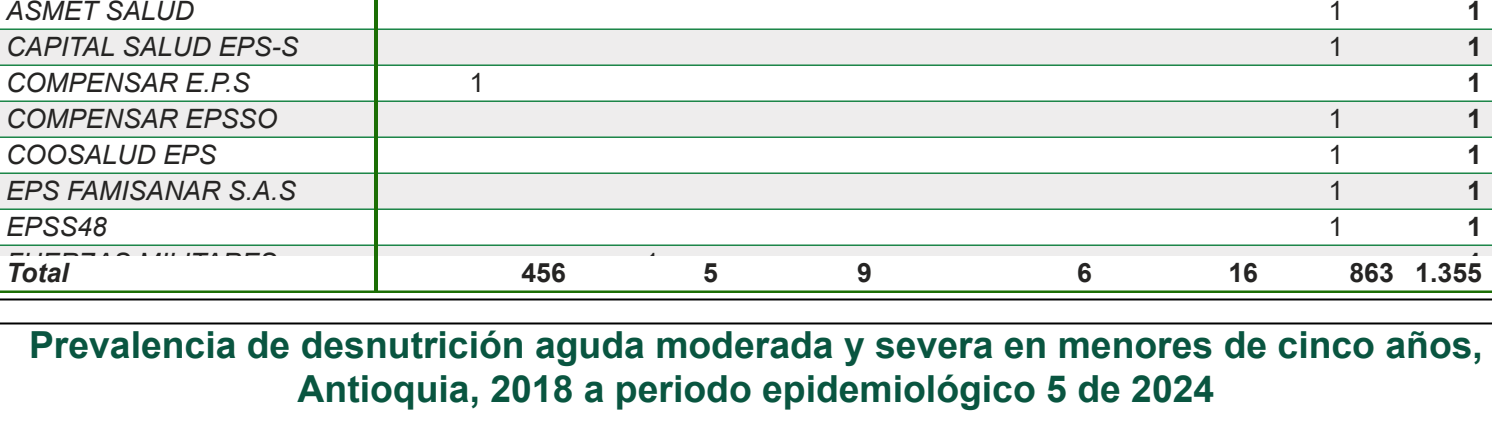 ASMET SALUD 1 1
CAPITAL SALUD EPS-S 1 1
COMPENSAR E.P.S 1 1
COMPENSAR EPSSO 1 1
COOSALUD EPS 1 1
EPS FAMISANAR S.A.S 1 1
EPSS48 1 1
Total 456 5 9 6 16 863 1.355
Prevalencia de desnutrición aguda moderada y severa en menores de cinco años,
Antioquia, 2018 a periodo epidemiológico 5 de 2024